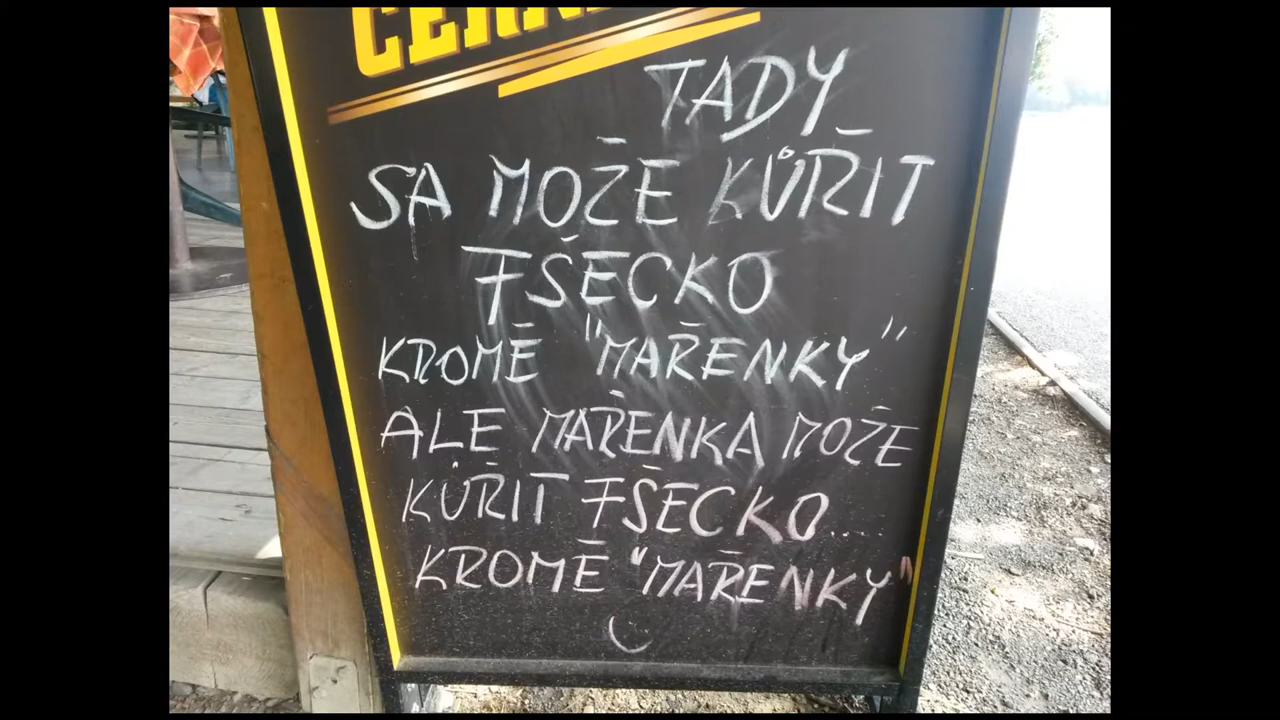 TADY
SA MOŽE KŮŘIT
FŠECKO
KROMĚ "MAŘENKY"
ALE MAŘENKA MOŽE
KŮŘIT FŠECKO....
KROMĚ "MAŘENKY"